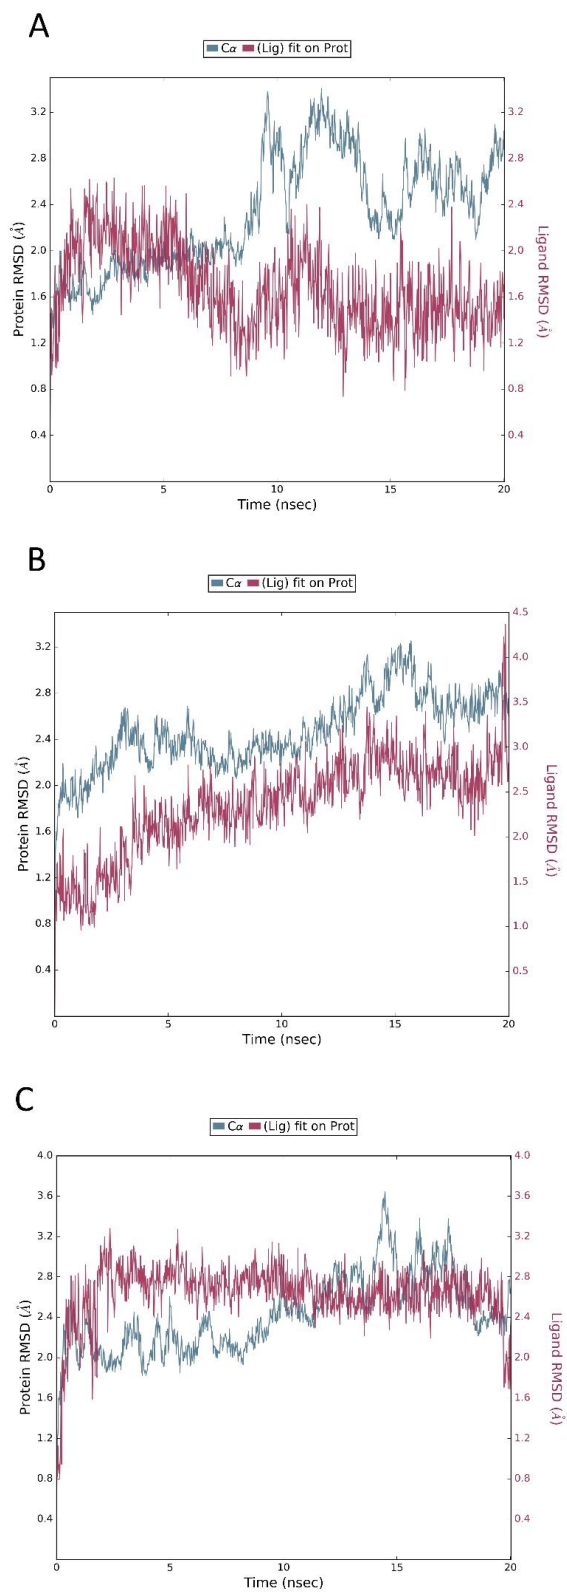 A
Cα (Lig) fit on Prot
3.2 3.2
2.8 2.8
2.4 2.4
2.0 2.0
1.6 1.6
1.2 1.2
0.8 0.8
0.4 0.4
Protein RMSD (Å)
Ligand RMSD (Å)
0 5 10 15 20
Time (nsec)
B
Cα (Lig) fit on Prot
4.5
3.2 4.0
2.8 3.5
2.4 3.0
2.0 2.5
1.6 2.0
1.2 1.5
0.8 1.0
0.4 0.5
Protein RMSD (Å)
Ligand RMSD (Å)
0 5 10 15 20
Time (nsec)
C
Cα (Lig) fit on Prot
4.0 4.0
3.6 3.6
3.2 3.2
2.8 2.8
2.4 2.4
2.0 2.0
1.6 1.6
1.2 1.2
0.8 0.8
0.4 0.4
Protein RMSD (Å)
Ligand RMSD (Å)
0 5 10 15 20
Time (nsec)